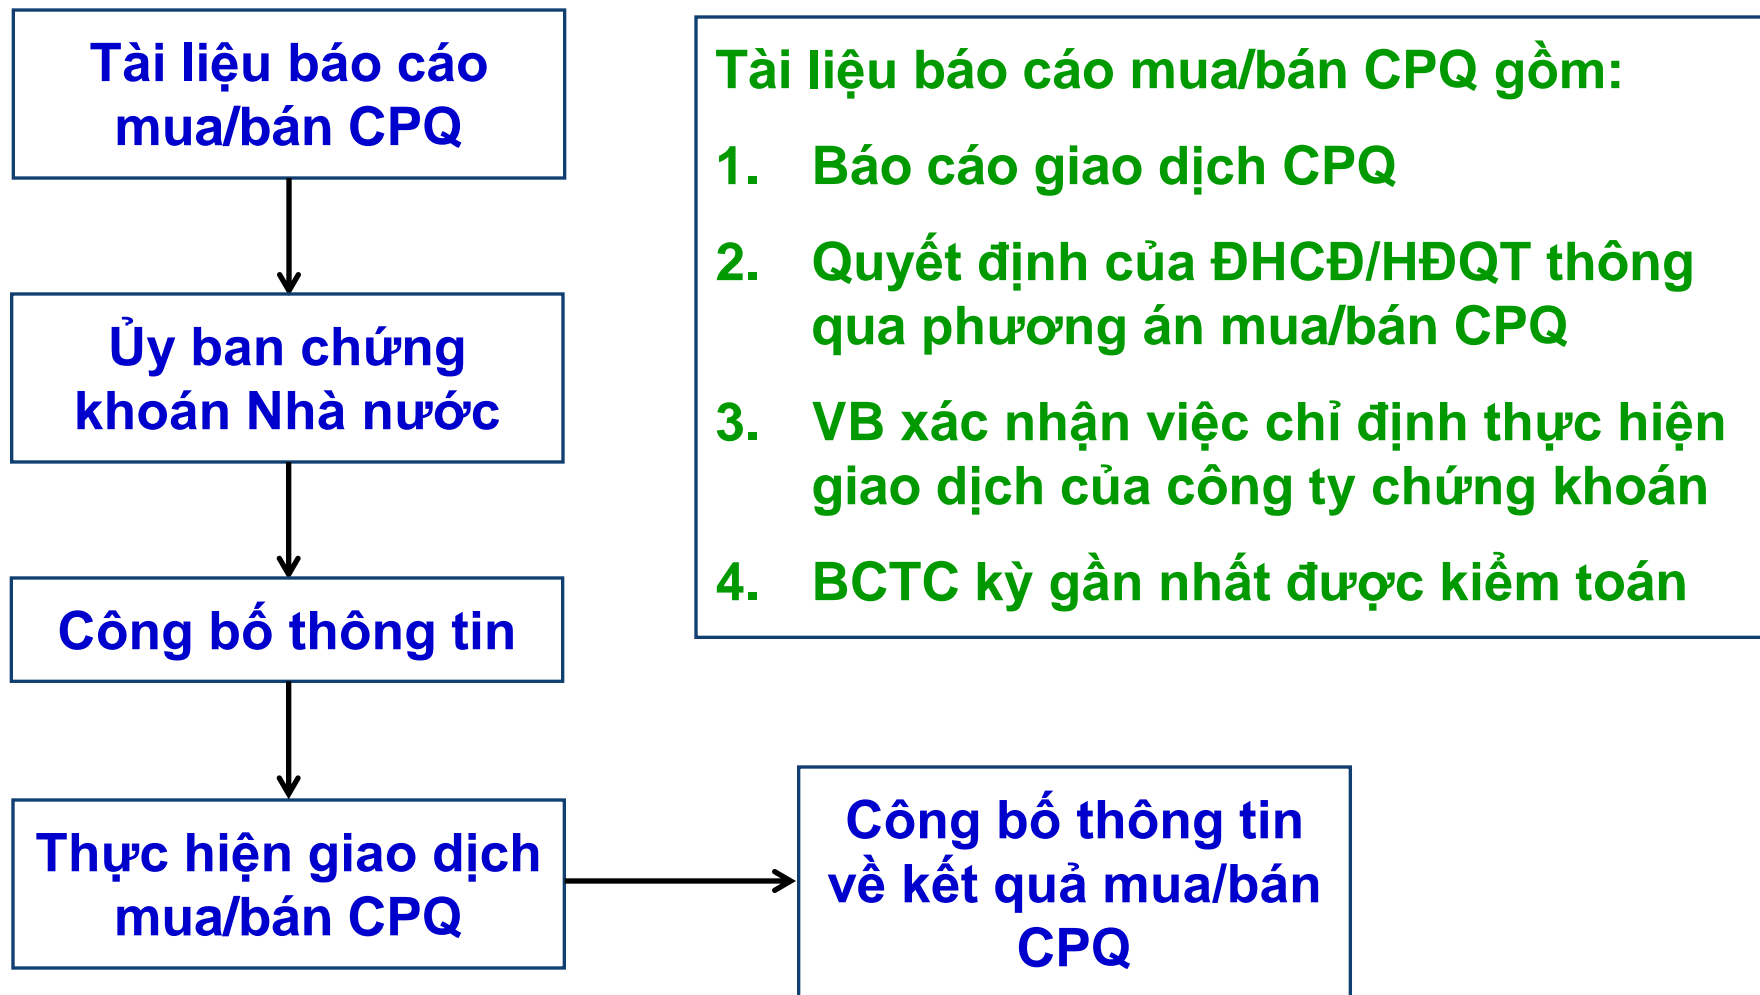 Tài liệu báo cáo
mua/bán CPQ
Ủy ban chứng
khoán Nhà nước
Công bố thông tin
Thực hiện giao dịch
mua/bán CPQ
Công bố thông tin
về kết quả mua/bán
CPQ
Tài liệu báo cáo mua/bán CPQ gồm:
1. Báo cáo giao dịch CPQ
2. Quyết định của ĐHCĐ/HĐQT thông
qua phương án mua/bán CPQ
3. VB xác nhận việc chỉ định thực hiện
giao dịch của công ty chứng khoán
4. BCTC kỳ gần nhất được kiểm toán